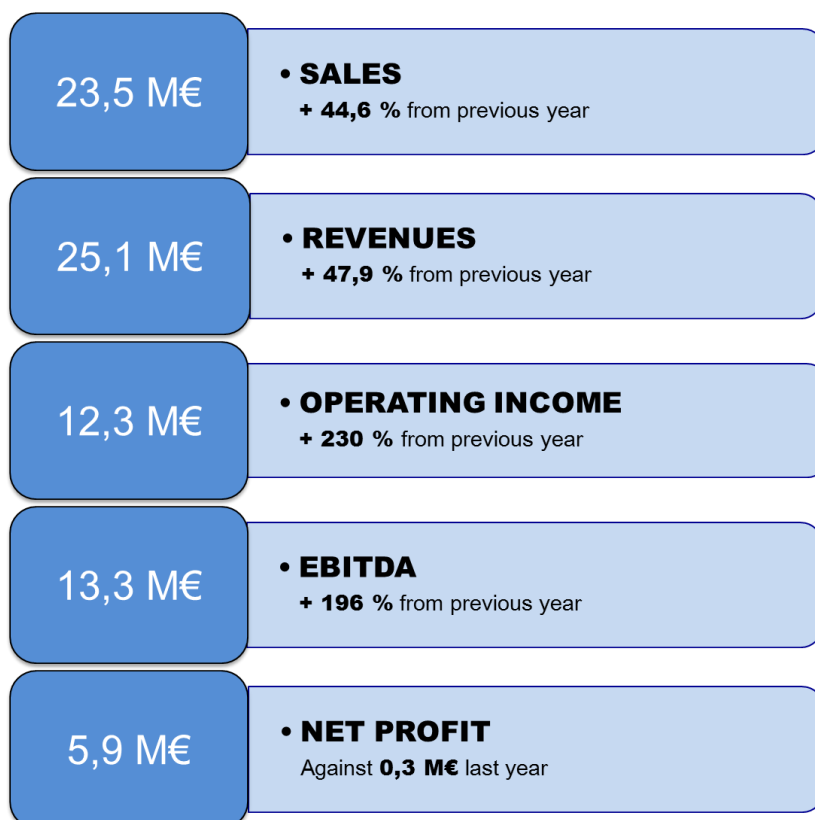 23,5 M€
• SALES
+ 44,6 % from previous year
25,1 M€
• REVENUES
+ 47,9 % from previous year
12,3 M€
• OPERATING INCOME
+ 230 % from previous year
13,3 M€
• EBITDA
+ 196 % from previous year
5,9 M€
• NET PROFIT
Against 0,3 M€ last year